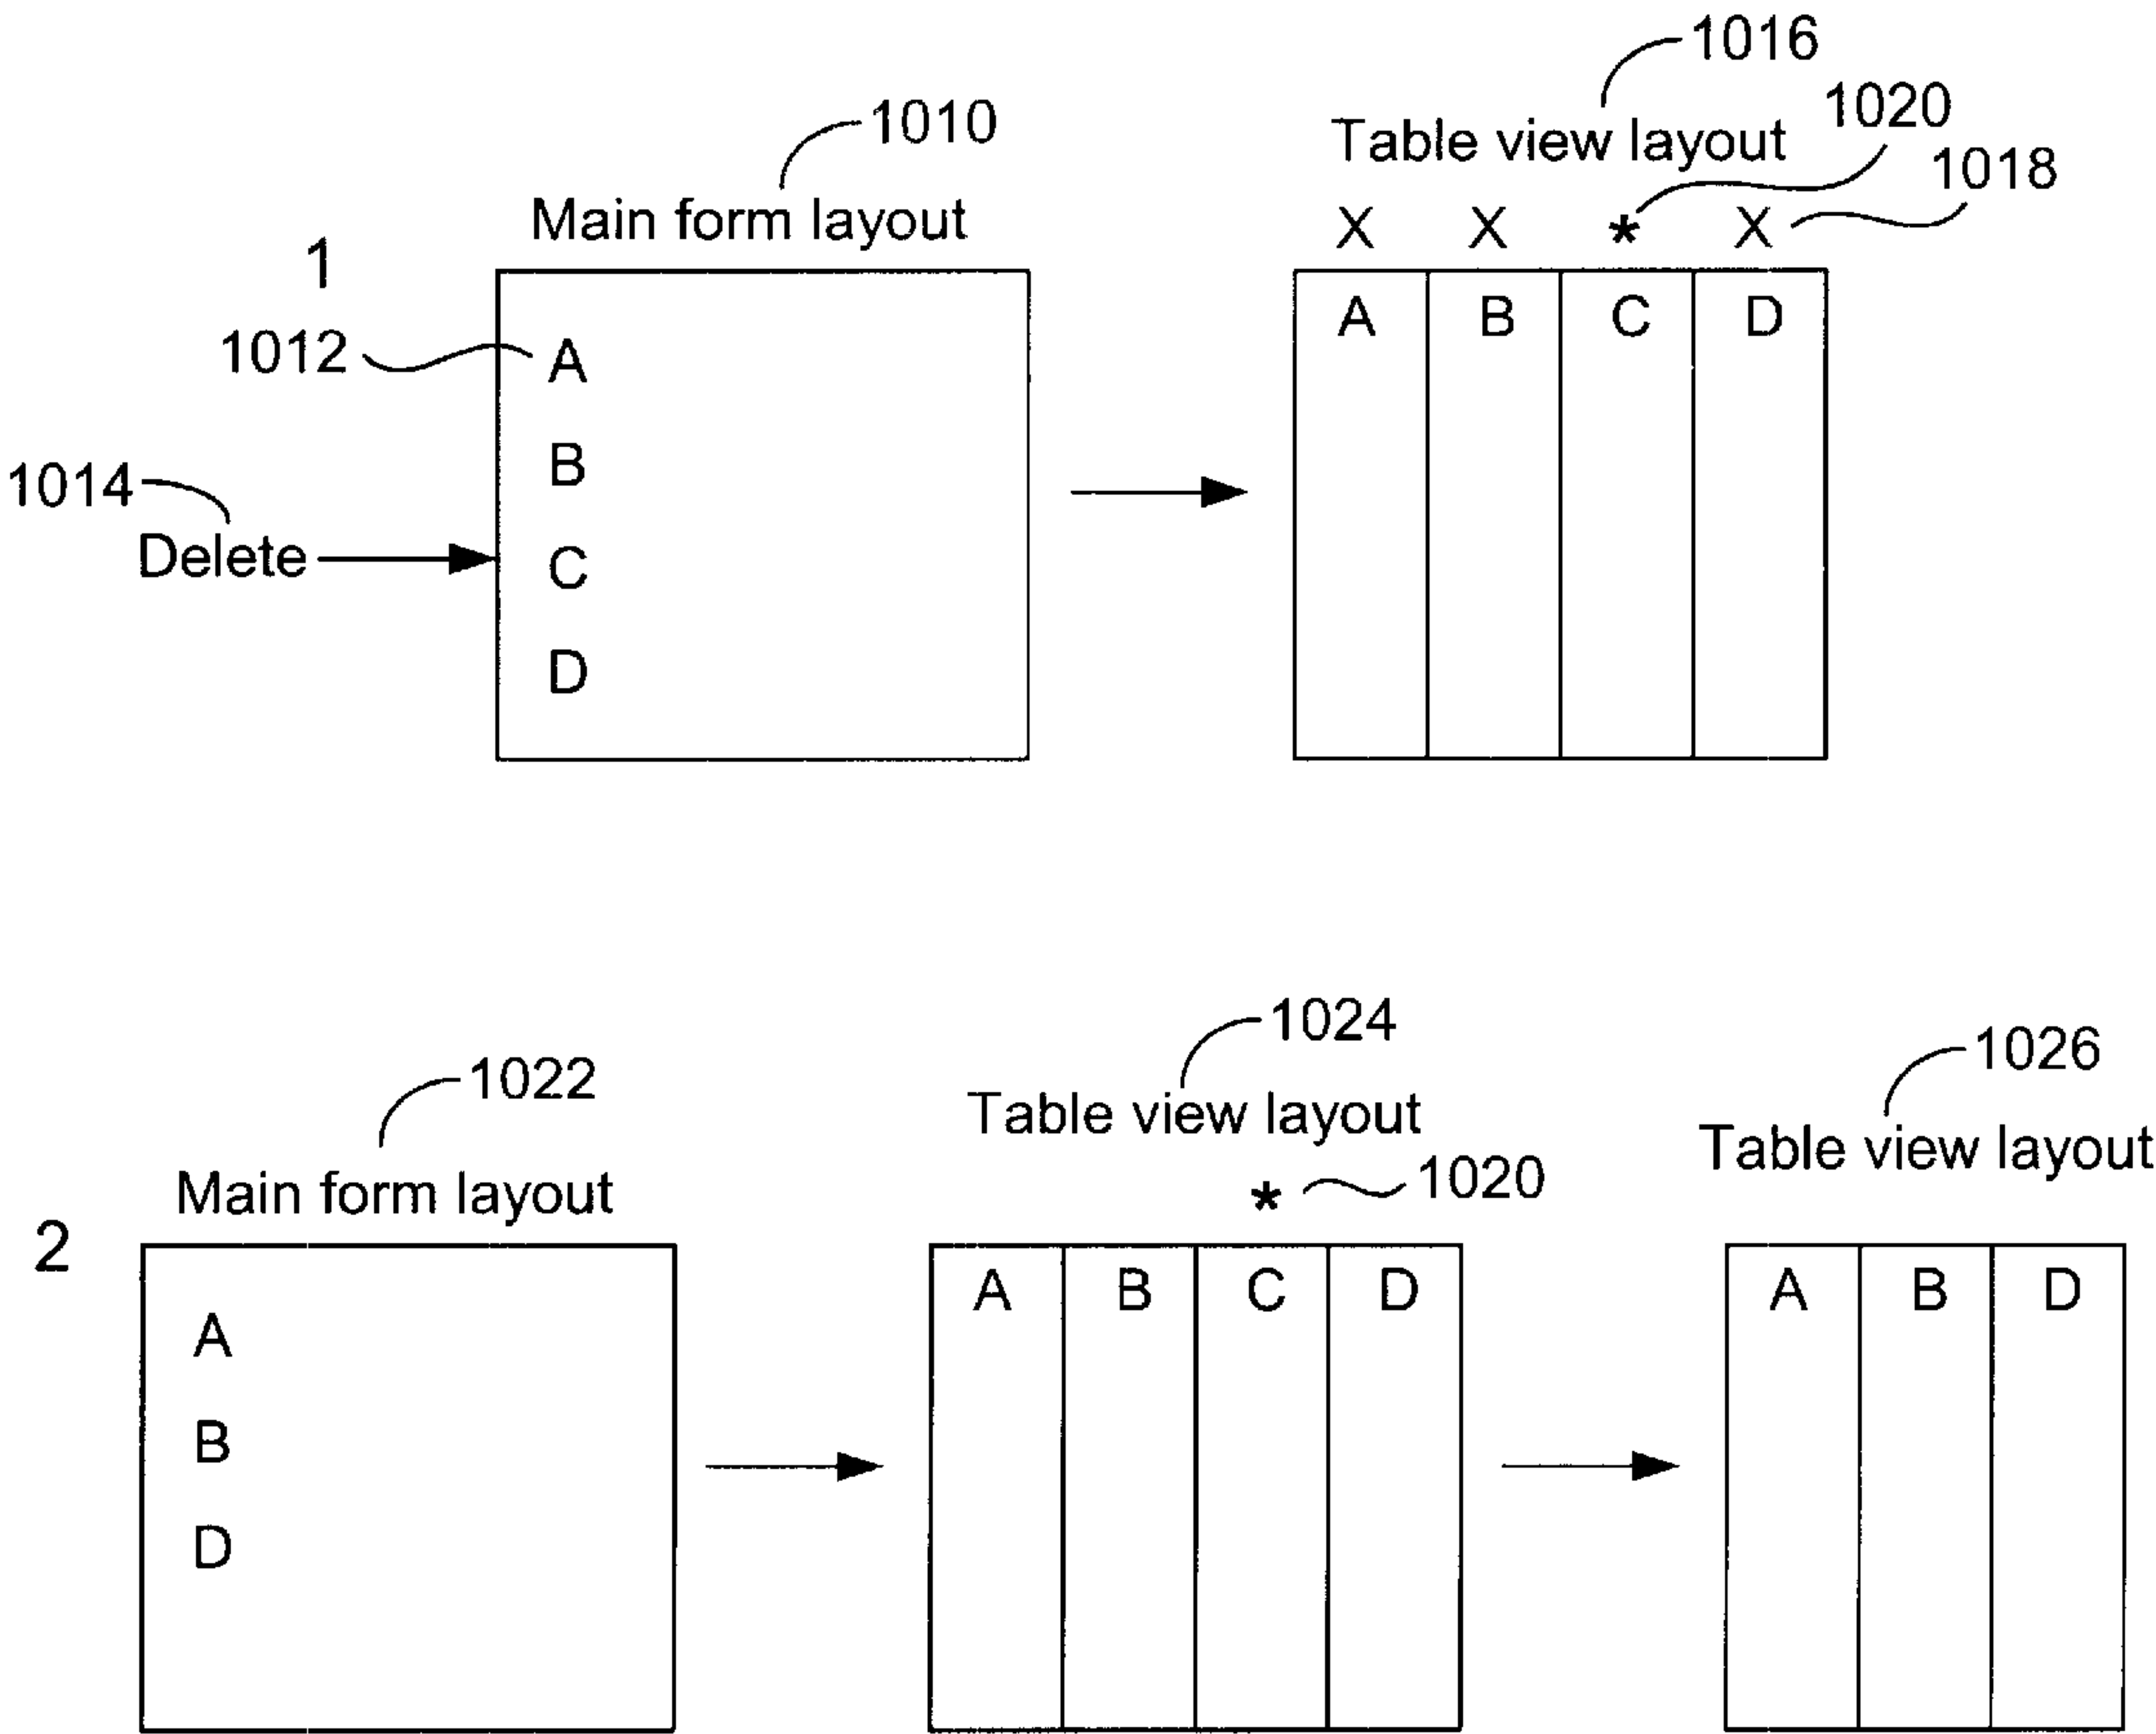 1016
1020
1010
Table view layout
1018
Main form layout
X X * X
1
A B C D
1012
A
B
1014
Delete
C
D
1024
1026
1022
Table view layout
Table view layout
1020
Main form layout
*
2
A B C D
A B D
A
B
D